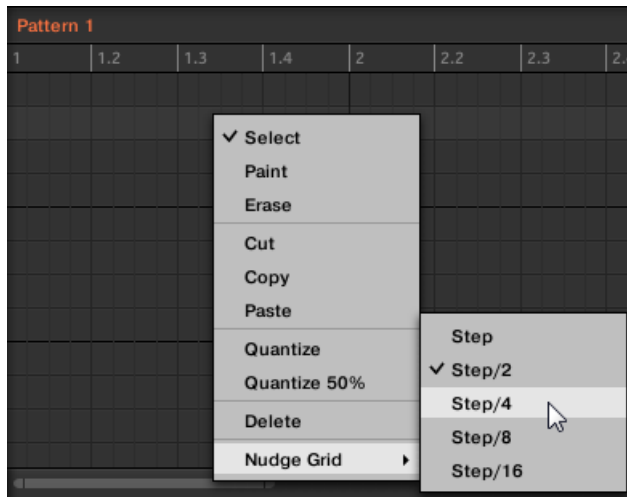 Pattern 1
1 1.2 1.3 1.4 2 2.2 2.3 2.
Select
Paint
Erase
Cut
Copy
Paste
Quantize
Quantize 50%
Delete
Nudge Grid
Step
Step/2
Step/4
Step/8
Step/16